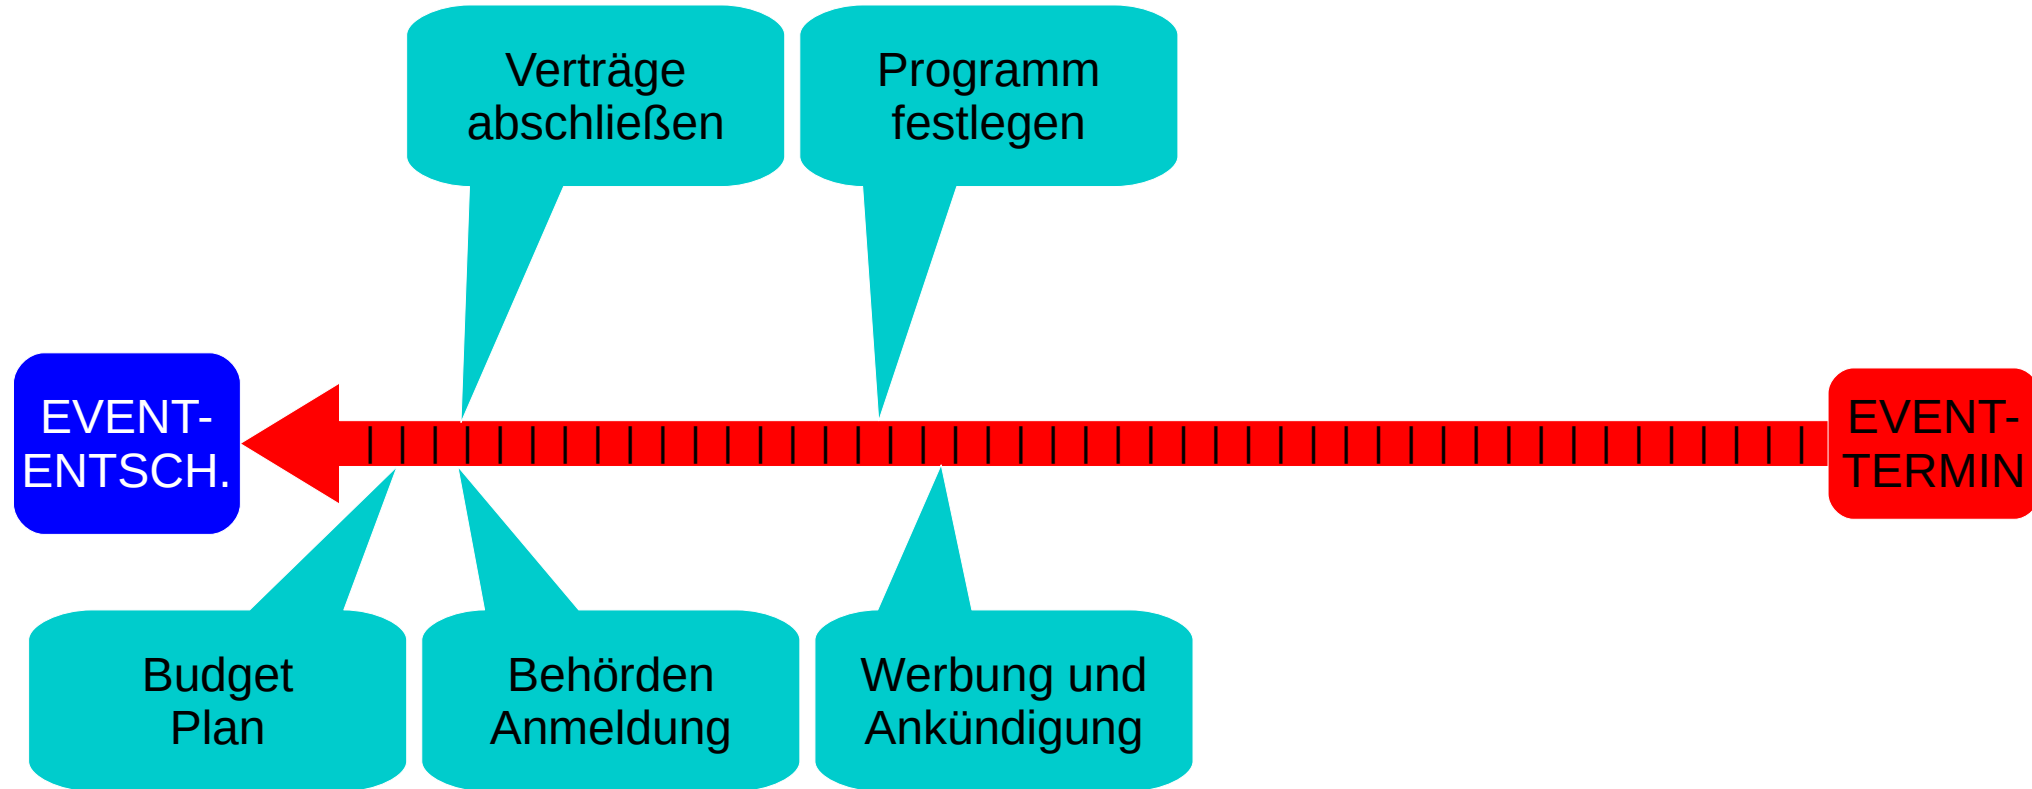 Verträge
abschließen
Programm
festlegen
EVENT-
ENTSCH.
EVENT-
TERMIN
Budget
Plan
Behörden
Anmeldung
Werbung und
Ankündigung